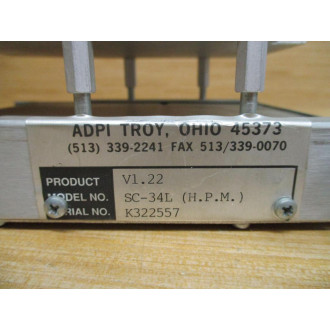 ADPI TROY, OHIO 45373
(513) 339-2241 FAX 513/339-0070
PRODUCT V1.22
MODEL NO. SC-34L (H.P.M.)
SERIAL NO. K322557